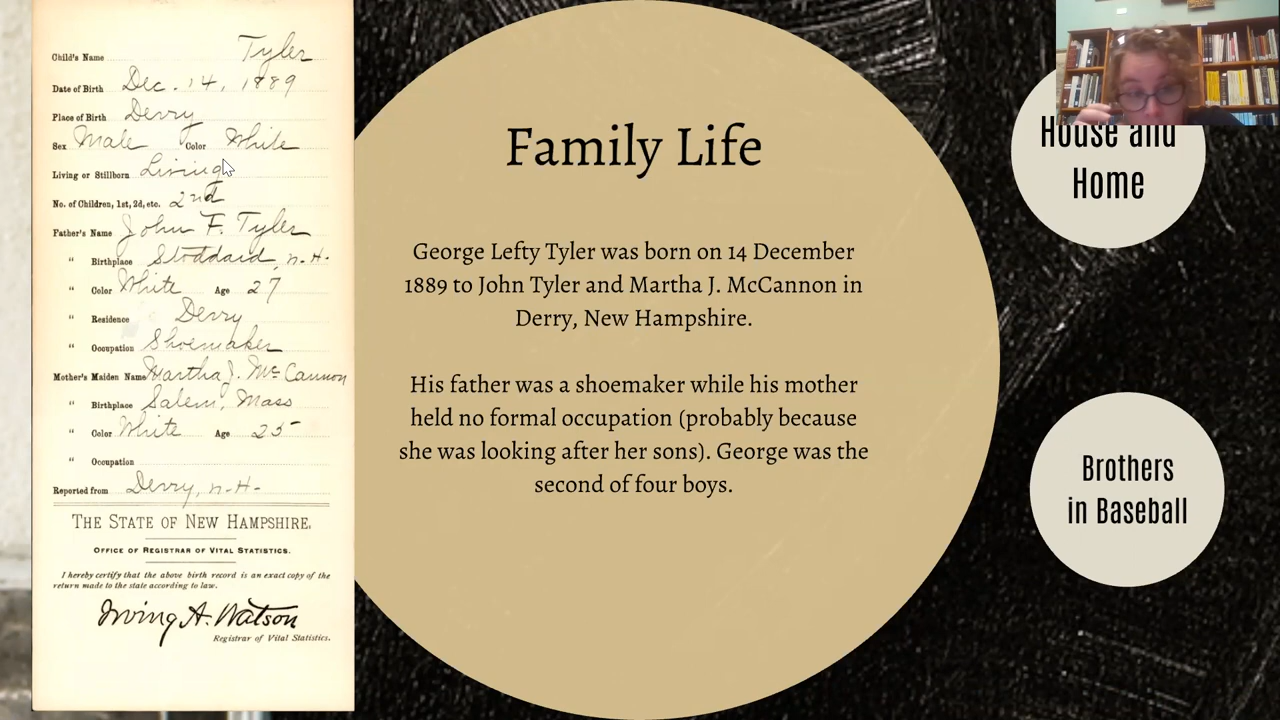 Child's Name Tyler
Date of Birth Dec. 14, 1889
Place of Birth Derry
Sex Male Color White
Living or Stillborn Living
No. of Children, 1st, 2d, etc. 2nd
Father's Name John F. Tyler
" Birthplace Stoddard, N.H.
" Color White Age 27
" Residence Derry
" Occupation Shoemaker
Mother's Maiden Name Martha J. McCannon
" Birthplace Salem, Mass
" Color White Age 25
" Occupation
Reported from Derry, N.H.
THE STATE OF NEW HAMPSHIRE.
OFFICE OF REGISTRAR OF VITAL STATISTICS.
I hereby certify that the above birth record is an exact copy of the
return made to the state according to law.
Irving A. Watson
Registrar of Vital Statistics.
Family Life
George Lefty Tyler was born on 14 December
1889 to John Tyler and Martha J. McCannon in
Derry, New Hampshire.
His father was a shoemaker while his mother
held no formal occupation (probably because
she was looking after her sons). George was the
second of four boys.
House and
Home
Brothers
in Baseball